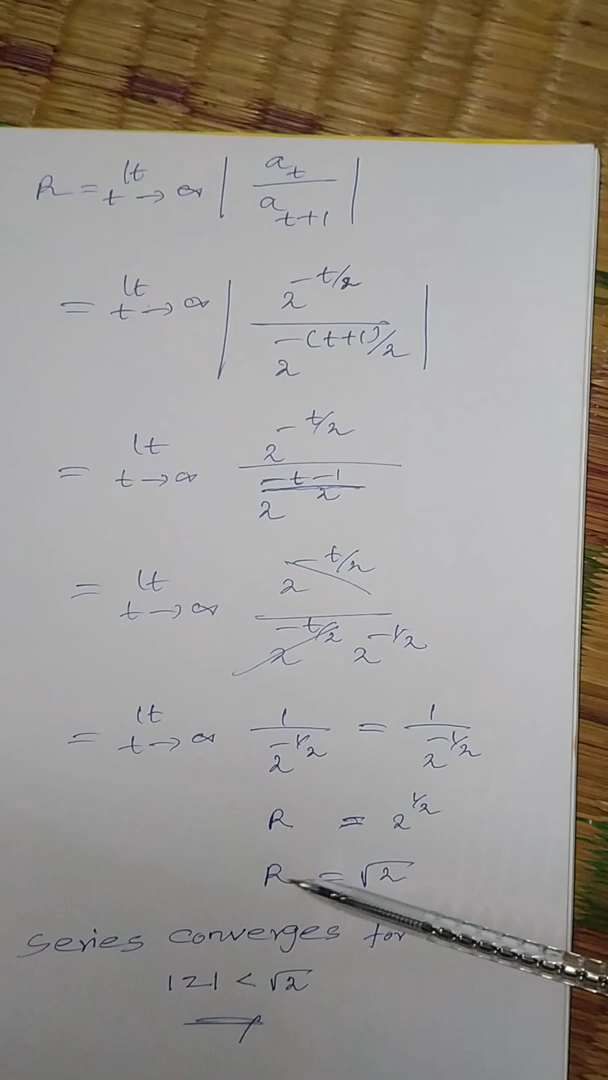 R = lt t→∞ | a_t / a_{t+1} |
= lt t→∞ | 2^{-t/2} / 2^{-(t+1)/2} |
= lt t→∞ 2^{-t/2} / 2^{(-t-1)/2}
= lt t→∞ 2^{-t/2} / 2^{-t/2} 2^{-1/2}
= lt t→∞ 1 / 2^{-1/2} = 1 / 2^{-1/2}
R = 2^{1/2}
R = √2
Series converges for
|z| < √2